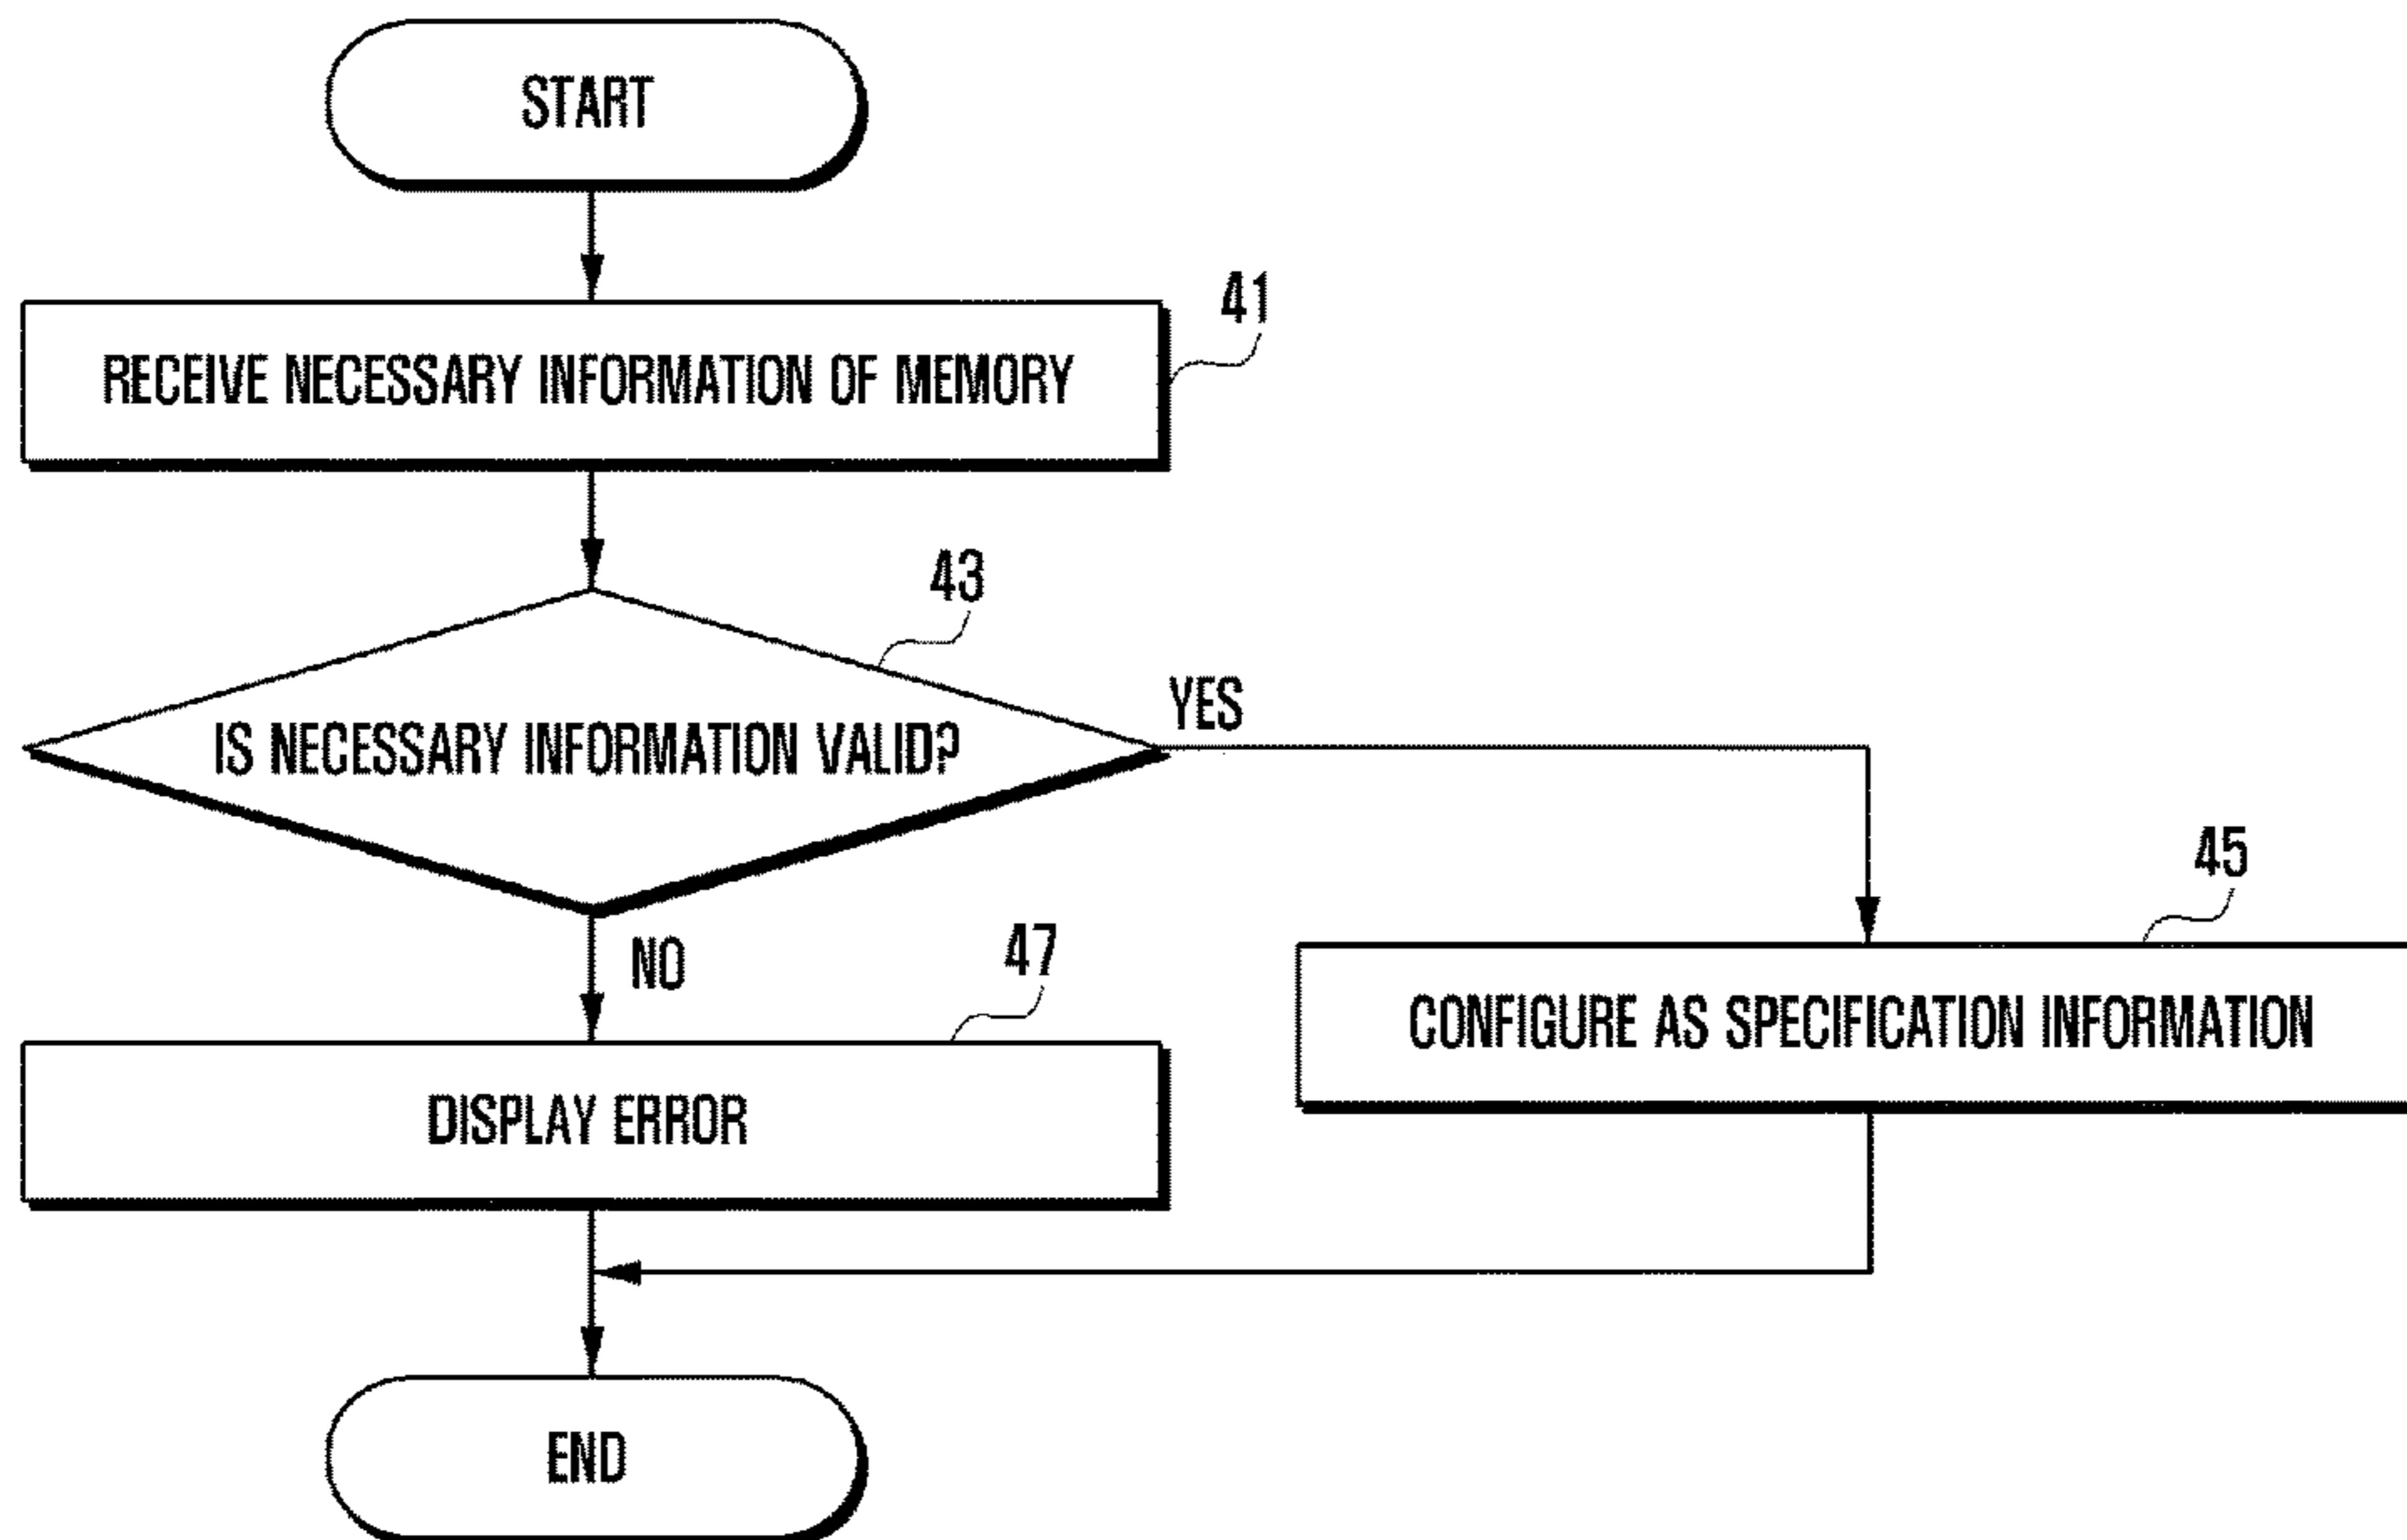 START
41
RECEIVE NECESSARY INFORMATION OF MEMORY
43
YES
IS NECESSARY INFORMATION VALID?
45
47
NO
CONFIGURE AS SPECIFICATION INFORMATION
DISPLAY ERROR
END